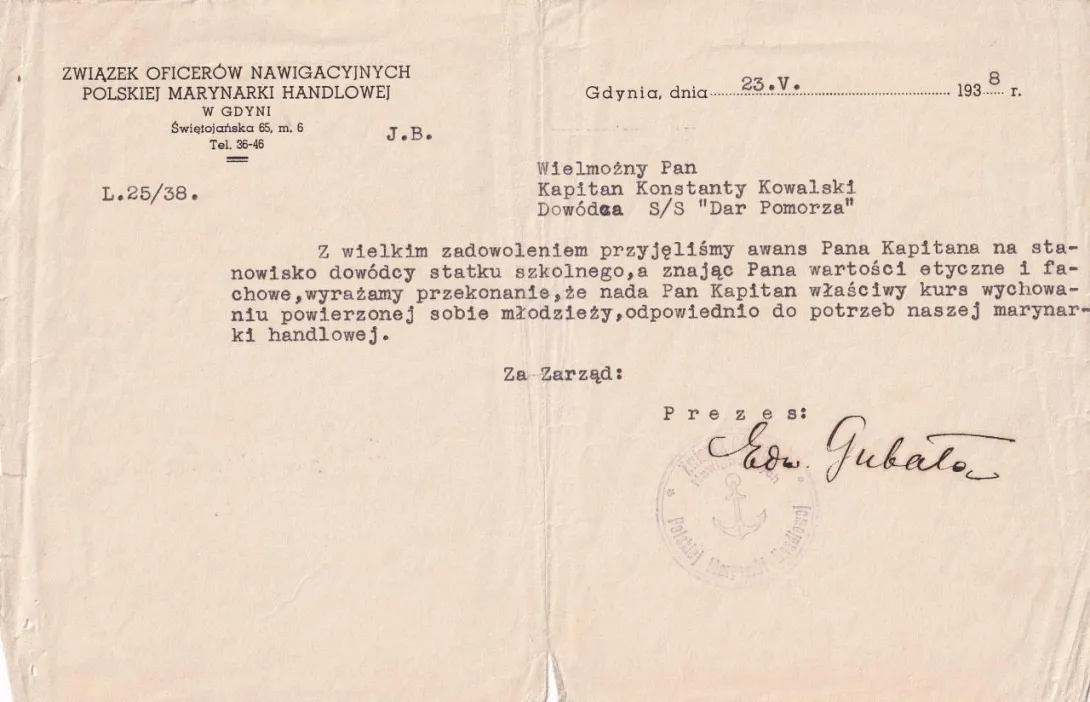 ZWIĄZEK OFICERÓW NAWIGACYJNYCH
POLSKIEJ MARYNARKI HANDLOWEJ
W GDYNI
Świętojańska 65, m. 6
Tel. 36-46
J.B.
L.25/38.
Gdynia, dnia 23.V. 1938 r.
Wielmożny Pan
Kapitan Konstanty Kowalski
Dowódca S/S "Dar Pomorza"
Z wielkim zadowoleniem przyjęliśmy awans Pana Kapitana na sta-
nowisko dowódcy statku szkolnego,a znając Pana wartości etyczne i fa-
chowe,wyrażamy przekonanie,że nada Pan Kapitan właściwy kurs wychowa-
niu powierzonej sobie młodzieży,odpowiednio do potrzeb naszej marynar-
ki handlowej.
Za Zarząd:
P r e z e s:
Edw. Gubała
Nawigacyjnych
Polskiej Marynarki Handlowej